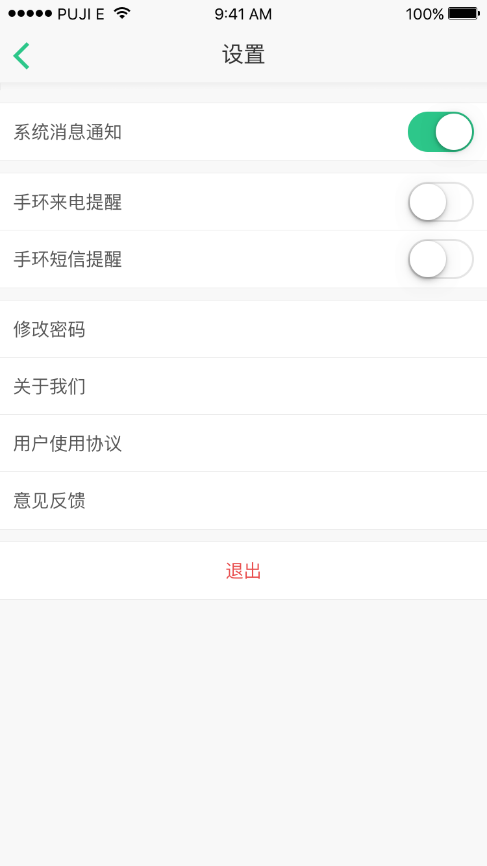 PUJI E 9:41 AM 100%
设置
系统消息通知
手环来电提醒
手环短信提醒
修改密码
关于我们
用户使用协议
意见反馈
退出